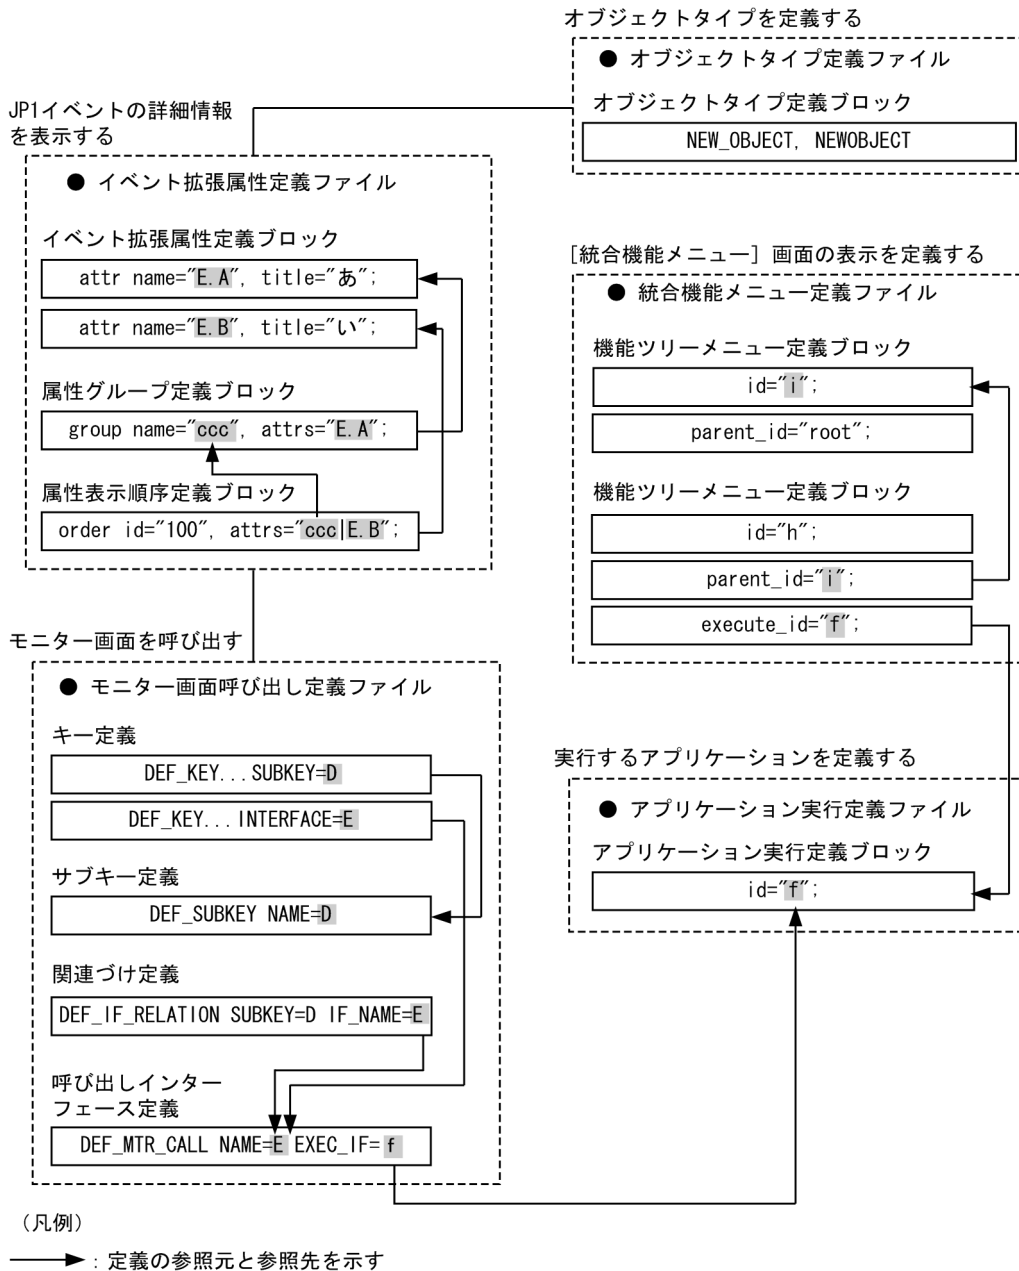 オブジェクトタイプを定義する
● オブジェクトタイプ定義ファイル
オブジェクトタイプ定義ブロック
NEW_OBJECT, NEWOBJECT
JP1イベントの詳細情報
を表示する
● イベント拡張属性定義ファイル
イベント拡張属性定義ブロック
attr name="E.A", title="あ";
attr name="E.B", title="い";
属性グループ定義ブロック
group name="ccc", attrs="E.A";
属性表示順序定義ブロック
order id="100", attrs="ccc|E.B";
[統合機能メニュー] 画面の表示を定義する
● 統合機能メニュー定義ファイル
機能ツリーメニュー定義ブロック
id="i";
parent_id="root";
機能ツリーメニュー定義ブロック
id="h";
parent_id="i";
execute_id="f";
モニター画面を呼び出す
● モニター画面呼び出し定義ファイル
キー定義
DEF_KEY...SUBKEY=D
DEF_KEY...INTERFACE=E
サブキー定義
DEF_SUBKEY NAME=D
関連づけ定義
DEF_IF_RELATION SUBKEY=D IF_NAME=E
呼び出しインター
フェース定義
DEF_MTR_CALL NAME=E EXEC_IF=f
実行するアプリケーションを定義する
● アプリケーション実行定義ファイル
アプリケーション実行定義ブロック
id="f";
(凡例)
: 定義の参照元と参照先を示す